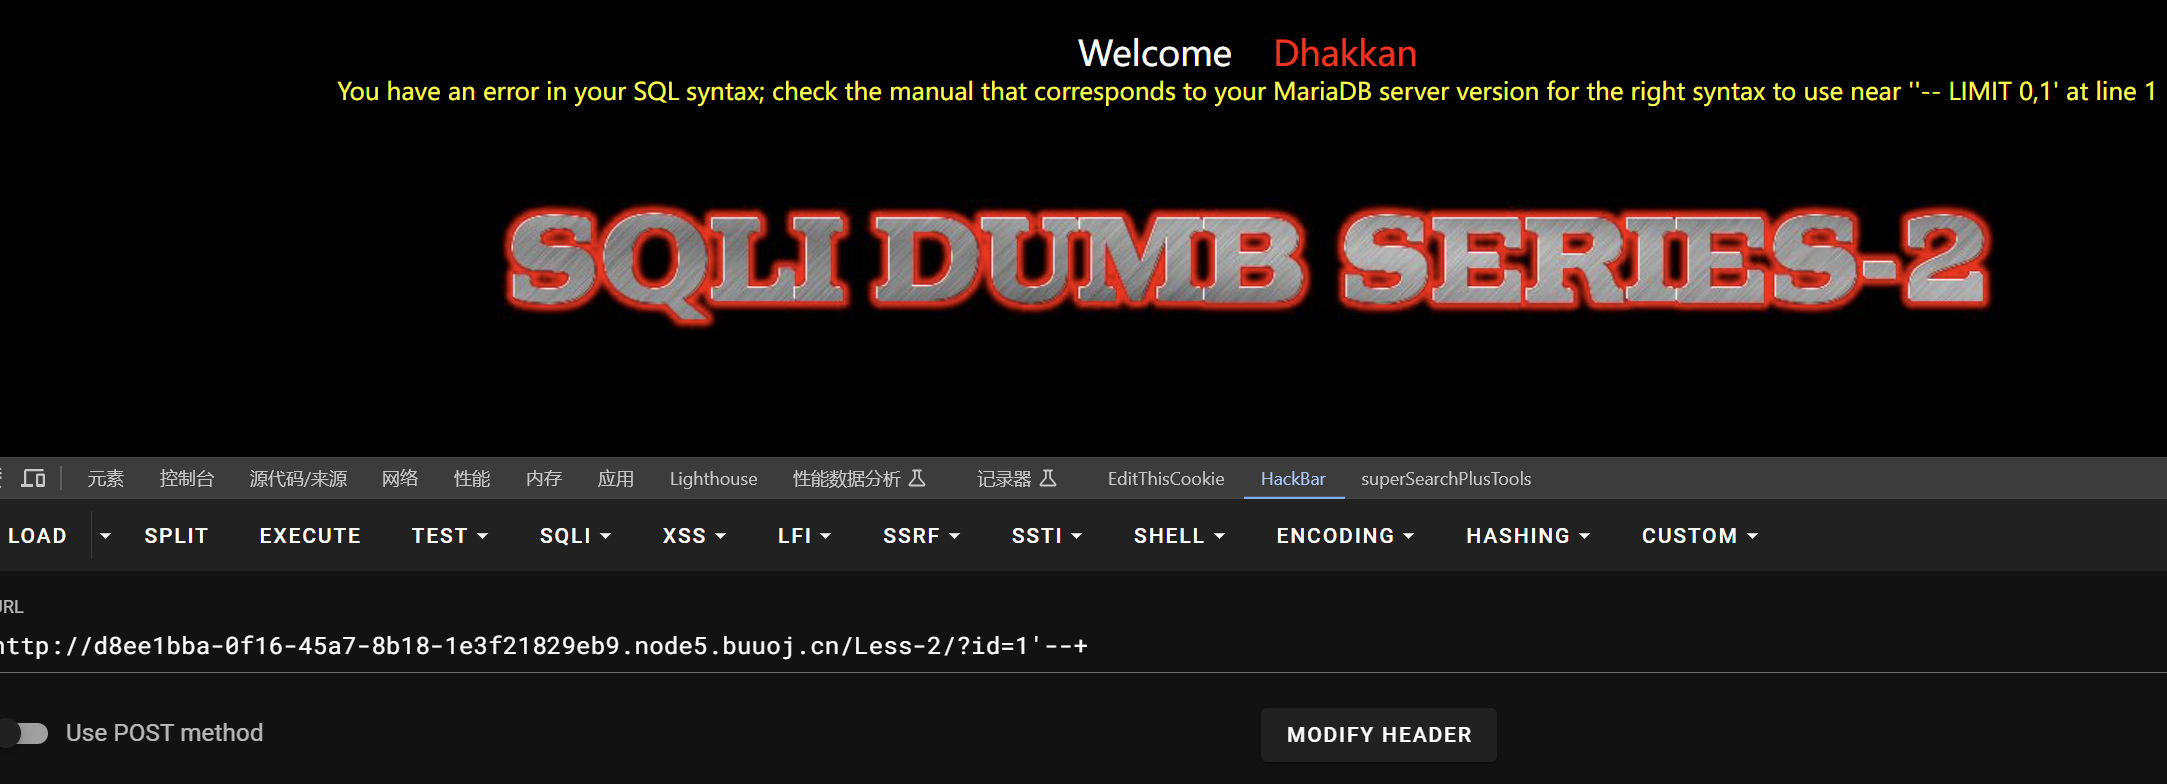 Welcome Dhakkan
You have an error in your SQL syntax; check the manual that corresponds to your MariaDB server version for the right syntax to use near ''-- LIMIT 0,1' at line 1
SQLI DUMB SERIES-2
元素 控制台 源代码/来源 网络 性能 内存 应用 Lighthouse 性能数据分析 记录器 EditThisCookie HackBar superSearchPlusTools
LOAD SPLIT EXECUTE TEST SQLI XSS LFI SSRF SSTI SHELL ENCODING HASHING CUSTOM
URL
http://d8ee1bba-0f16-45a7-8b18-1e3f21829eb9.node5.buuoj.cn/Less-2/?id=1'--+
Use POST method MODIFY HEADER